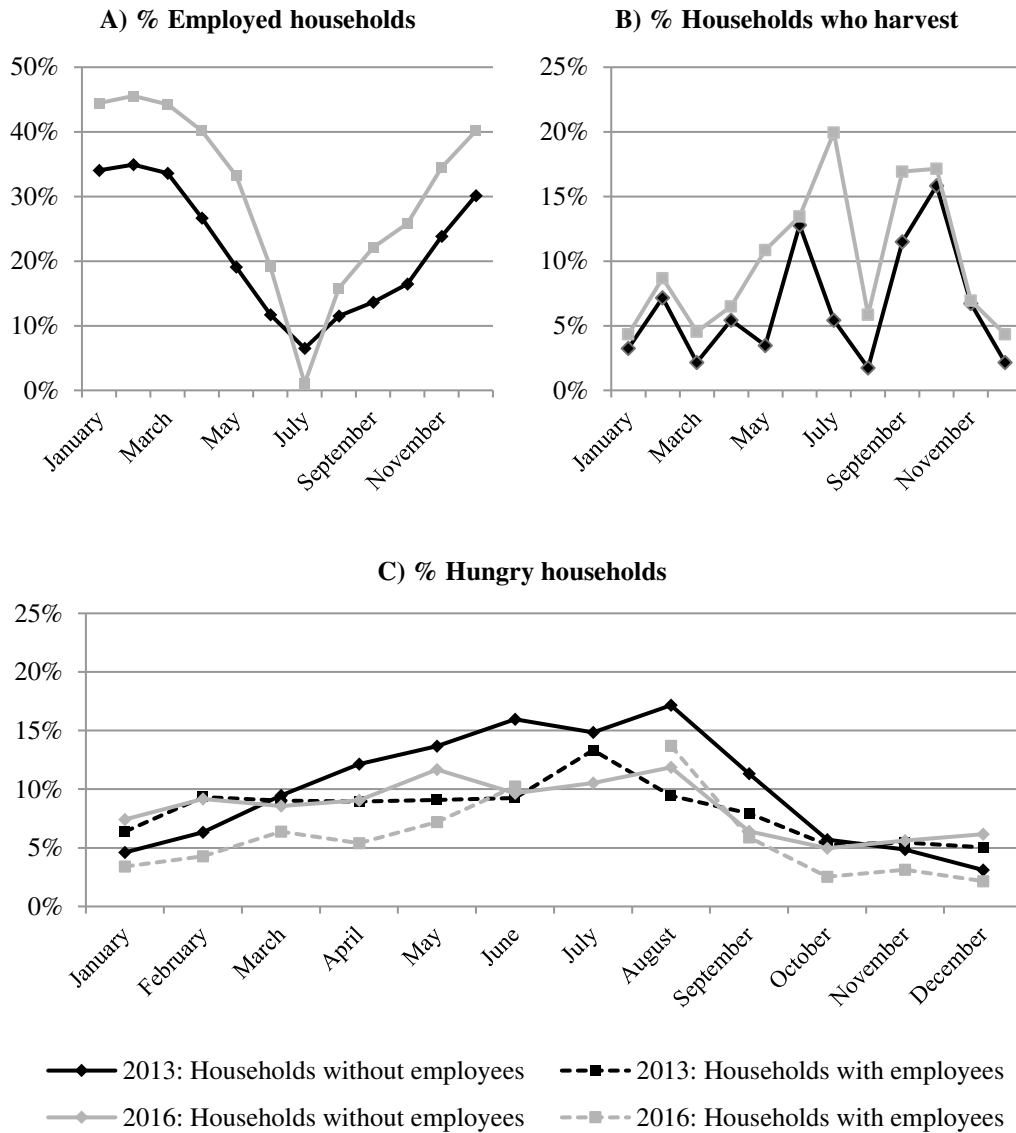 A) % Employed households
50%
40%
30%
20%
10%
0%
January
March
May
July
September
November
B) % Households who harvest
25%
20%
15%
10%
5%
0%
January
March
May
July
September
November
C) % Hungry households
25%
20%
15%
10%
5%
0%
January
February
March
April
May
June
July
August
September
October
November
December
2013: Households without employees
2013: Households with employees
2016: Households without employees
2016: Households with employees